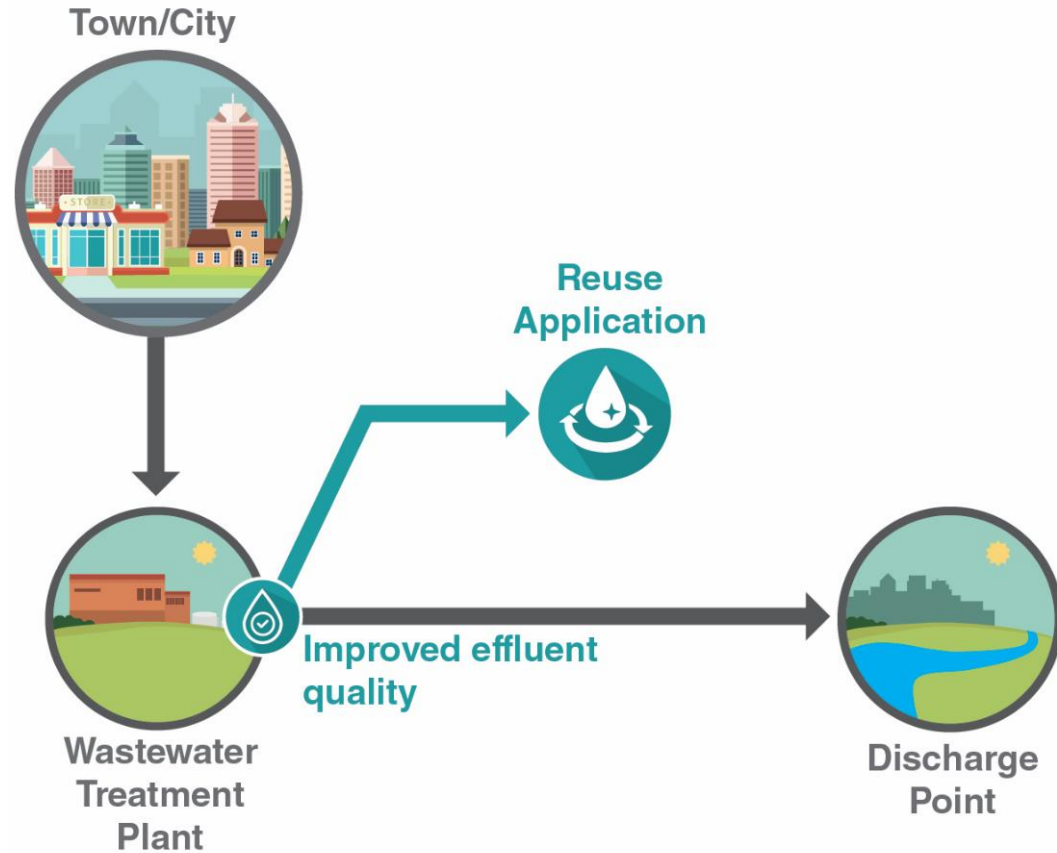 Town/City
STORE
Reuse
Application
Improved effluent
quality
Wastewater
Treatment
Plant
Discharge
Point